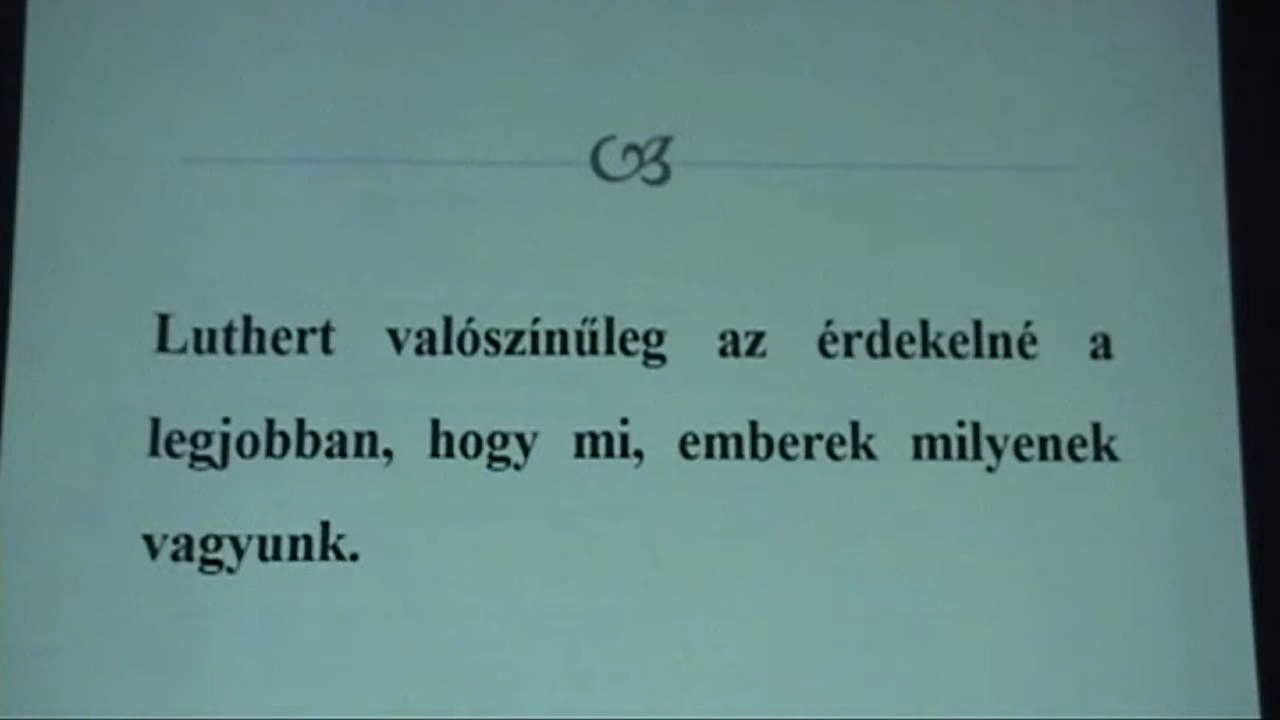 Luthert valószínűleg az érdekelné a
legjobban, hogy mi, emberek milyenek
vagyunk.